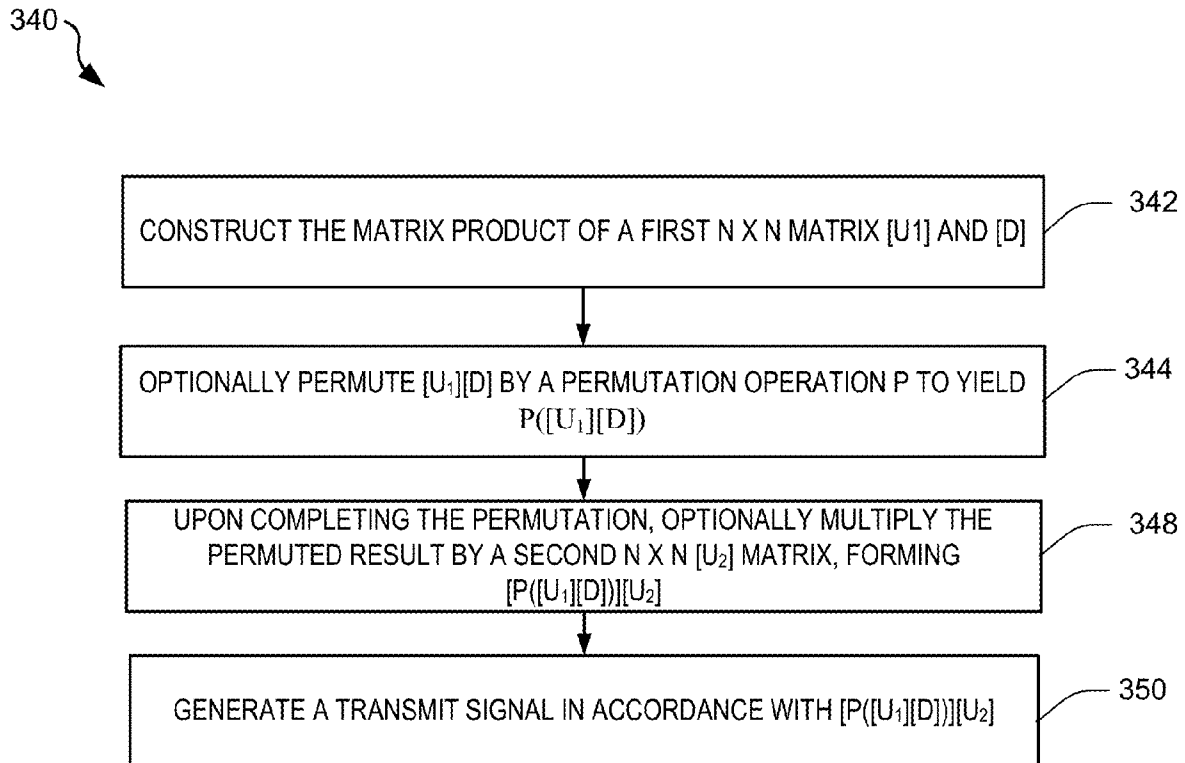 340
CONSTRUCT THE MATRIX PRODUCT OF A FIRST N X N MATRIX [U1] AND [D]
342
OPTIONALLY PERMUTE [U₁][D] BY A PERMUTATION OPERATION P TO YIELD
P([U₁][D])
344
UPON COMPLETING THE PERMUTATION, OPTIONALLY MULTIPLY THE
PERMUTED RESULT BY A SECOND N X N [U₂] MATRIX, FORMING
[P([U₁][D])][U₂]
348
GENERATE A TRANSMIT SIGNAL IN ACCORDANCE WITH [P([U₁][D])][U₂]
350